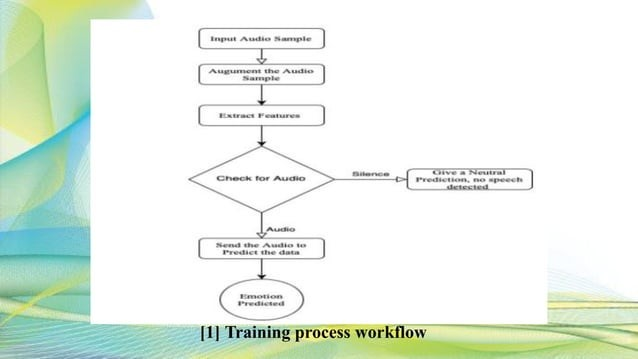 Input Audio Sample
Augument the Audio
Sample
Extract Features
Check for Audio
Silence
Give a Neutral
Prediction, no speech
detected
Audio
Send the Audio to
Predict the data
Emotion
Predicted
[1] Training process workflow